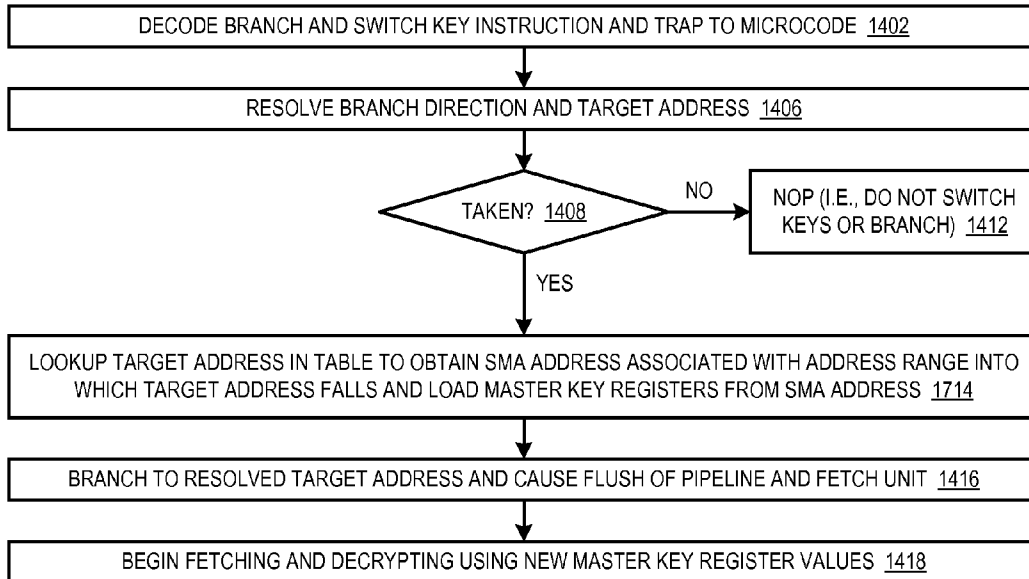 DECODE BRANCH AND SWITCH KEY INSTRUCTION AND TRAP TO MICROCODE 1402
RESOLVE BRANCH DIRECTION AND TARGET ADDRESS 1406
TAKEN? 1408
NO
NOP (I.E., DO NOT SWITCH
KEYS OR BRANCH) 1412
YES
LOOKUP TARGET ADDRESS IN TABLE TO OBTAIN SMA ADDRESS ASSOCIATED WITH ADDRESS RANGE INTO
WHICH TARGET ADDRESS FALLS AND LOAD MASTER KEY REGISTERS FROM SMA ADDRESS 1714
BRANCH TO RESOLVED TARGET ADDRESS AND CAUSE FLUSH OF PIPELINE AND FETCH UNIT 1416
BEGIN FETCHING AND DECRYPTING USING NEW MASTER KEY REGISTER VALUES 1418